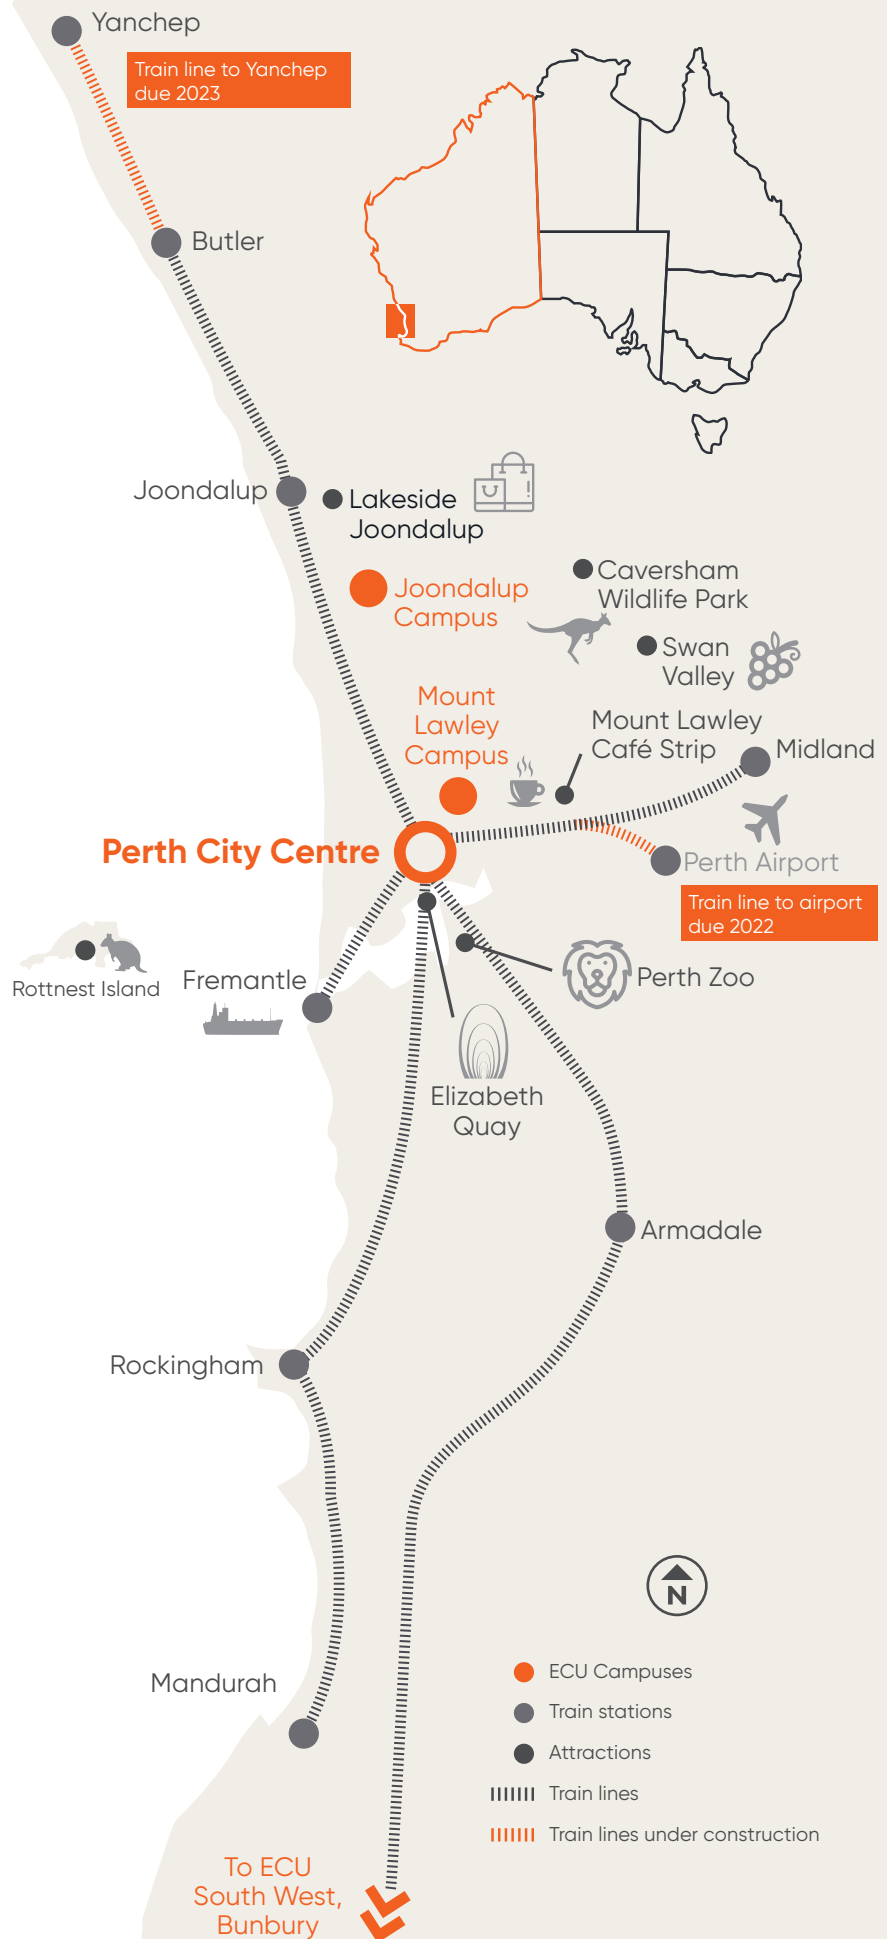 Yanchep
Train line to Yanchep
due 2023
Butler
Joondalup
Lakeside
Joondalup
Joondalup
Campus
Caversham
Wildlife Park
Swan
Valley
Mount
Lawley
Campus
Mount Lawley
Café Strip
Midland
Perth City Centre
Perth Airport
Train line to airport
due 2022
Rottnest Island
Fremantle
Perth Zoo
Elizabeth
Quay
Armadale
Rockingham
N
Mandurah
ECU Campuses
Train stations
Attractions
Train lines
Train lines under construction
To ECU
South West,
Bunbury